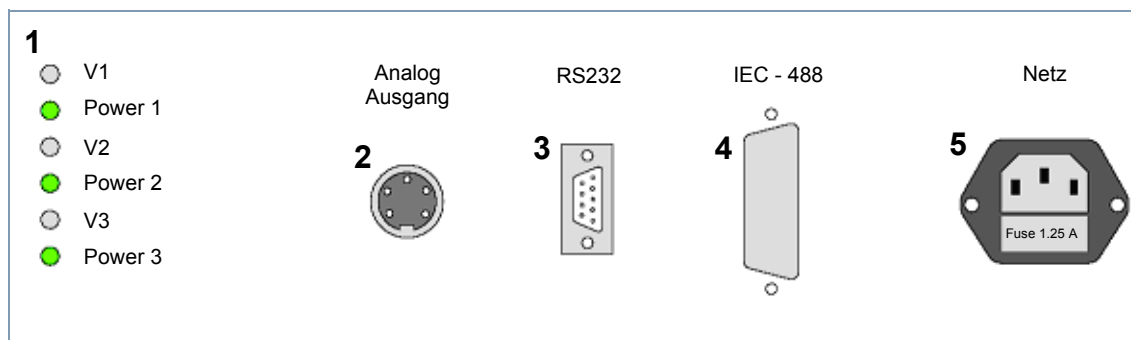 1
V1
Power 1
V2
Power 2
V3
Power 3
Analog
Ausgang
2
RS232
3
IEC - 488
4
Netz
5
Fuse 1.25 A